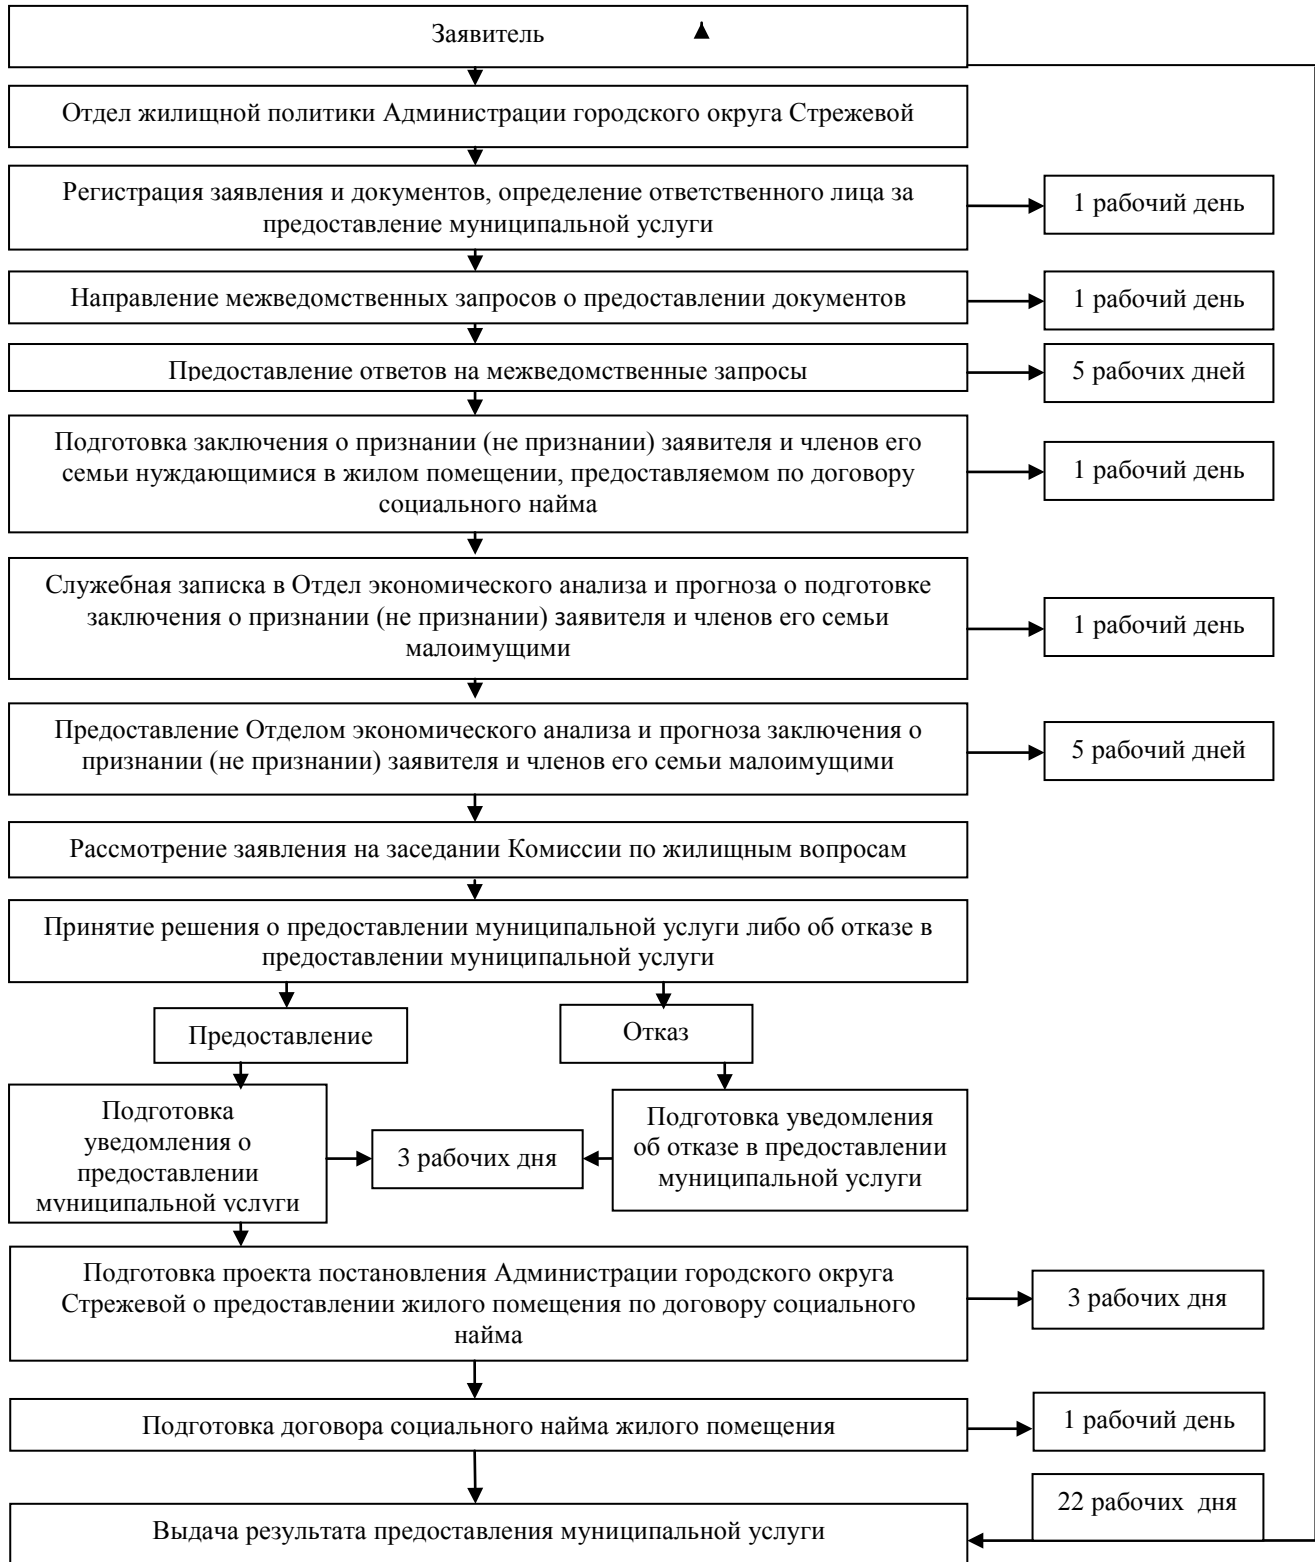 Заявитель
Отдел жилищной политики Администрации городского округа Стрежевой
Регистрация заявления и документов, определение ответственного лица за
предоставление муниципальной услуги
1 рабочий день
Направление межведомственных запросов о предоставлении документов
1 рабочий день
Предоставление ответов на межведомственные запросы
5 рабочих дней
Подготовка заключения о признании (не признании) заявителя и членов его
семьи нуждающимися в жилом помещении, предоставляемом по договору
социального найма
1 рабочий день
Служебная записка в Отдел экономического анализа и прогноза о подготовке
заключения о признании (не признании) заявителя и членов его семьи
малоимущими
1 рабочий день
Предоставление Отделом экономического анализа и прогноза заключения о
признании (не признании) заявителя и членов его семьи малоимущими
5 рабочий дней
Рассмотрение заявления на заседании Комиссии по жилищным вопросам
Принятие решения о предоставлении муниципальной услуги либо об отказе в
предоставлении муниципальной услуги
Предоставление
Отказ
Подготовка
уведомления о
предоставлении
муниципальной услуги
3 рабочих дня
Подготовка уведомления
об отказе в предоставлении
муниципальной услуги
Подготовка проекта постановления Администрации городского округа
Стрежевой о предоставлении жилого помещения по договору социального
найма
3 рабочих дня
Подготовка договора социального найма жилого помещения
1 рабочий день
22 рабочих дня
Выдача результата предоставления муниципальной услуги